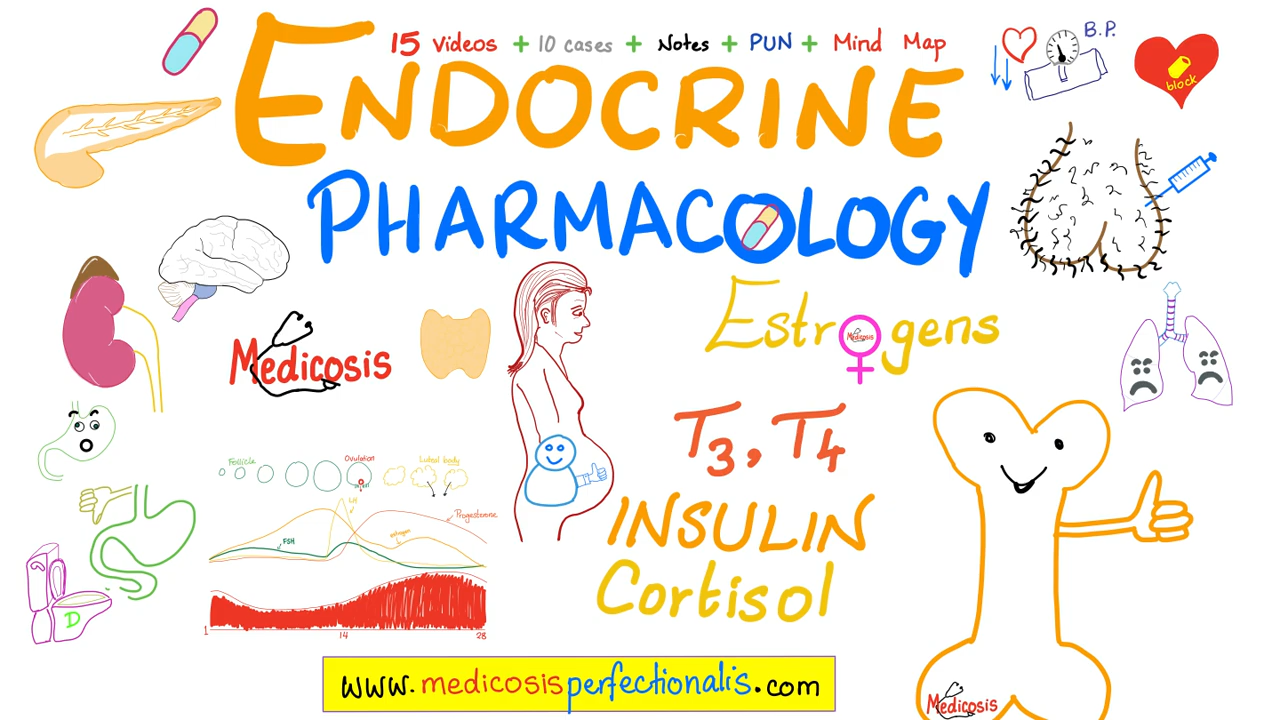 15 videos + 10 cases + Notes + PUN + Mind Map
ENDOCRINE
PHARMACOLOGY
B.P.
block
Estrogens
Medicosis
Medicosis
T3, T4
INSULIN
Cortisol
Follicle
Ovulation
Luteal body
LH
Progesterone
estrogen
FSH
1
14
28
D
www.medicosisperfectionalis.com
Medicosis